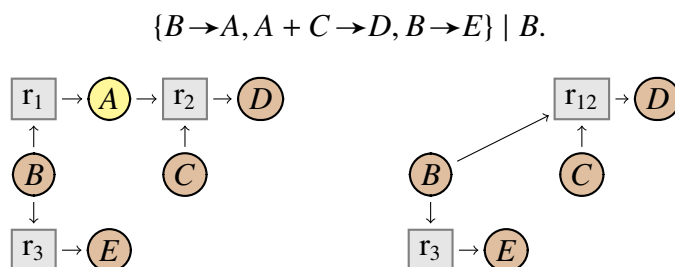 {B→A, A + C→D, B→E} | B.
r₁ A r₂ D r₁₂ D
B C B C
r₃ E r₃ E